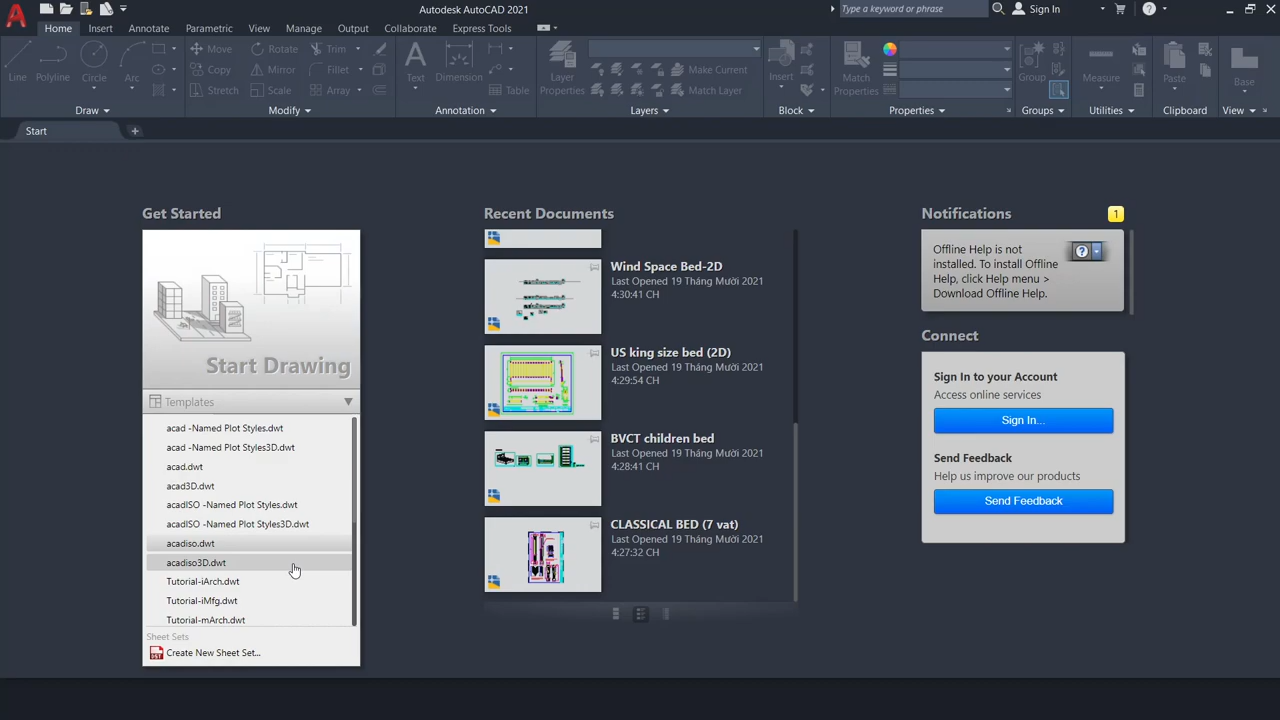 Autodesk AutoCAD 2021
Type a keyword or phrase
Sign In
Home Insert Annotate Parametric View Manage Output Collaborate Express Tools
Line
Polyline
Circle
Arc
Draw
Move
Rotate
Trim
Copy
Mirror
Fillet
Stretch
Scale
Array
Modify
Text
Dimension
Table
Annotation
Layer
Properties
Make Current
Match Layer
Layers
Insert
Block
Match
Properties
Properties
Group
Groups
Measure
Utilities
Paste
Clipboard
Base
View
Start
Get Started
Start Drawing
Templates
acad -Named Plot Styles.dwt
acad -Named Plot Styles3D.dwt
acad.dwt
acad3D.dwt
acadISO -Named Plot Styles.dwt
acadISO -Named Plot Styles3D.dwt
acadiso.dwt
acadiso3D.dwt
Tutorial-iArch.dwt
Tutorial-iMfg.dwt
Tutorial-mArch.dwt
Sheet Sets
DST
Create New Sheet Set...
Recent Documents
Wind Space Bed-2D
Last Opened 19 Tháng Mười 2021
4:30:41 CH
US king size bed (2D)
Last Opened 19 Tháng Mười 2021
4:29:54 CH
BVCT children bed
Last Opened 19 Tháng Mười 2021
4:28:41 CH
CLASSICAL BED (7 vat)
Last Opened 19 Tháng Mười 2021
4:27:32 CH
Notifications
1
Offline Help is not
installed. To install Offline
Help, click Help menu >
Download Offline Help.
Connect
Sign In to your Account
Access online services
Sign In...
Send Feedback
Help us improve our products
Send Feedback